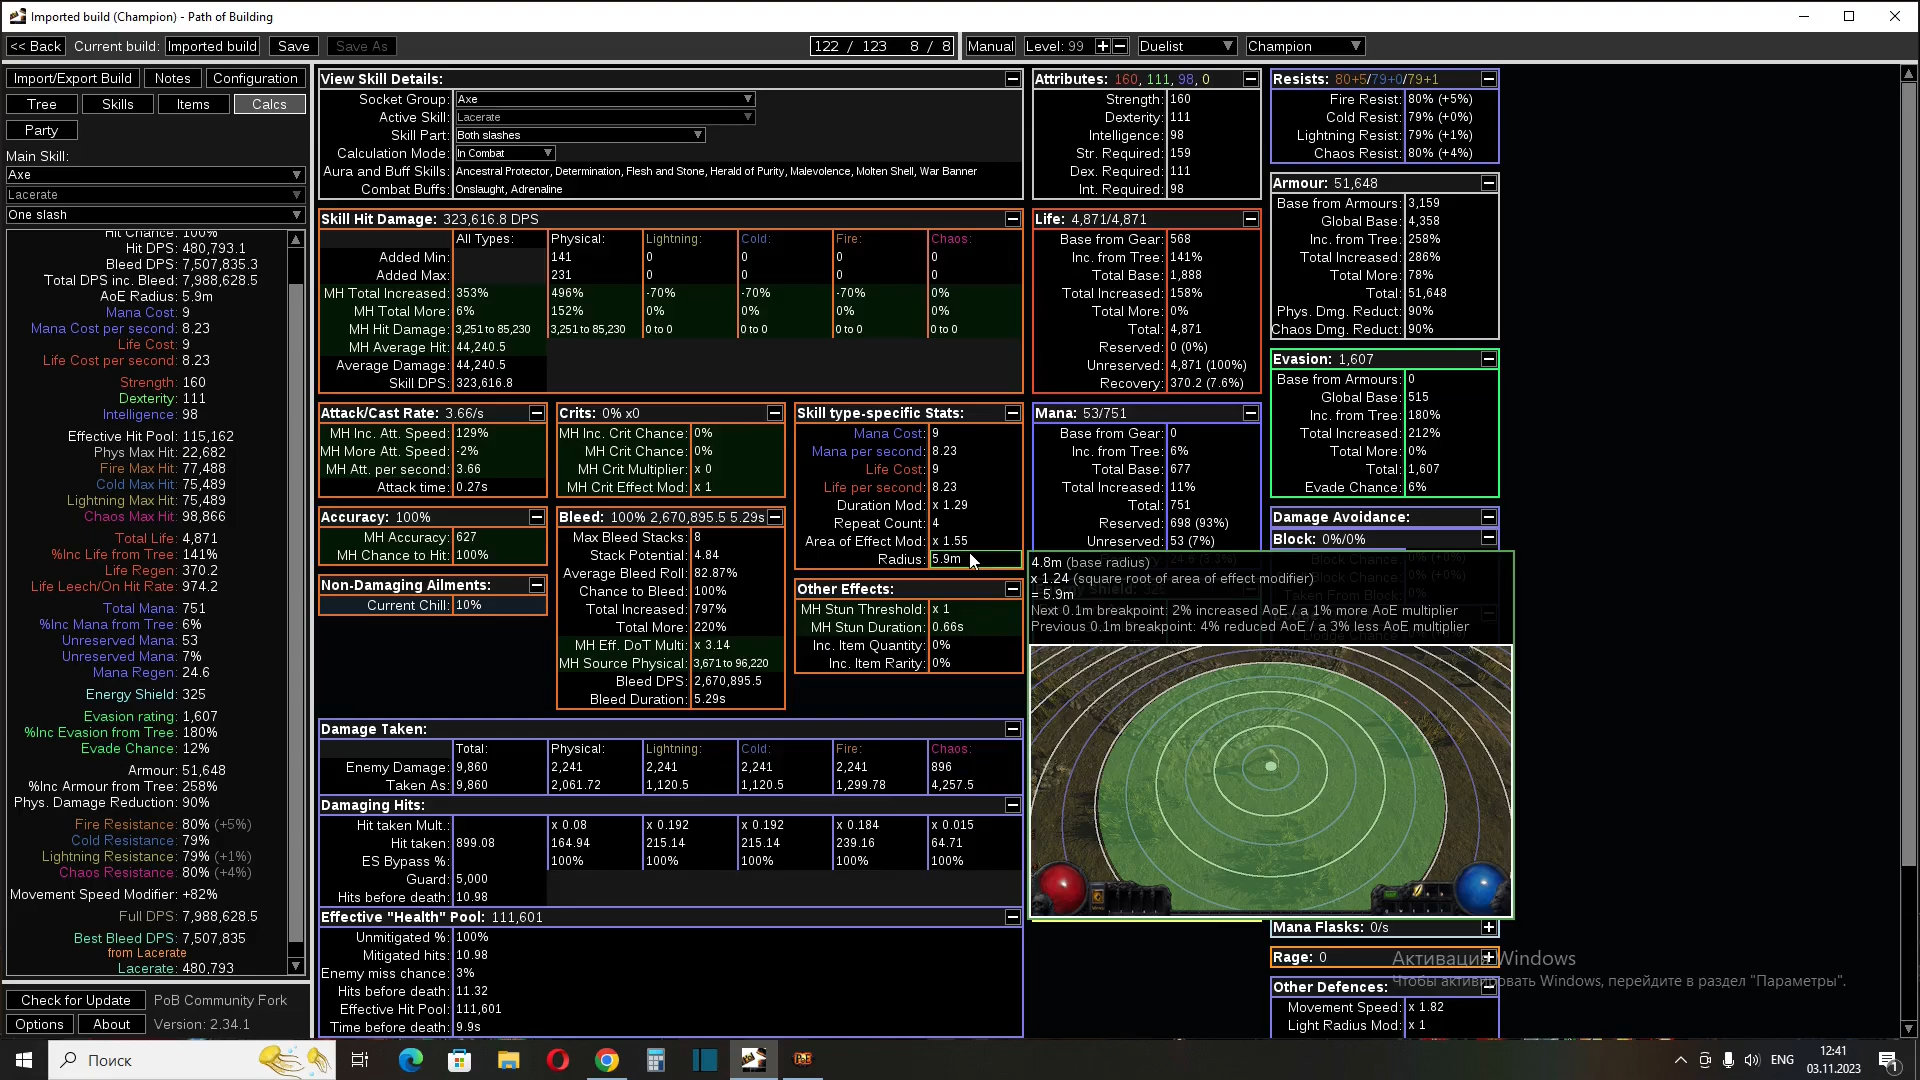 Imported build (Champion) - Path of Building
<< Back Current build: Imported build Save Save As 122 / 123 8 / 8 Manual Level: 99 Duelist Champion
Import/Export Build Notes Configuration
Tree Skills Items Calcs
Party
Main Skill:
Axe
Lacerate
One slash
Hit Chance: 100%
Hit DPS: 480,793.1
Bleed DPS: 7,507,835.3
Total DPS inc. Bleed: 7,988,628.5
AoE Radius: 5.9m
Mana Cost: 9
Mana Cost per second: 8.23
Life Cost: 9
Life Cost per second: 8.23
Strength: 160
Dexterity: 111
Intelligence: 98
Effective Hit Pool: 115,162
Phys Max Hit: 22,682
Fire Max Hit: 77,488
Cold Max Hit: 75,489
Lightning Max Hit: 75,489
Chaos Max Hit: 98,866
Total Life: 4,871
%Inc Life from Tree: 141%
Life Regen: 370.2
Life Leech/On Hit Rate: 974.2
Total Mana: 751
%Inc Mana from Tree: 6%
Unreserved Mana: 53
Unreserved Mana: 7%
Mana Regen: 24.6
Energy Shield: 325
Evasion rating: 1,607
%Inc Evasion from Tree: 180%
Evade Chance: 12%
Armour: 51,648
%Inc Armour from Tree: 258%
Phys. Damage Reduction: 90%
Fire Resistance: 80% (+5%)
Cold Resistance: 79%
Lightning Resistance: 79% (+1%)
Chaos Resistance: 80% (+4%)
Movement Speed Modifier: +82%
Full DPS: 7,988,628.5
Best Bleed DPS: 7,507,835
from Lacerate
Lacerate: 480,793
Check for Update PoB Community Fork
Options About Version: 2.34.1
View Skill Details:
Socket Group: Axe
Active Skill: Lacerate
Skill Part: Both slashes
Calculation Mode: In Combat
Aura and Buff Skills: Ancestral Protector, Determination, Flesh and Stone, Herald of Purity, Malevolence, Molten Shell, War Banner
Combat Buffs: Onslaught, Adrenaline
Skill Hit Damage: 323,616.8 DPS
All Types: Physical: Lightning: Cold: Fire: Chaos:
Added Min: 141 0 0 0 0
Added Max: 231 0 0 0 0
MH Total Increased: 353% 496% -70% -70% -70% 0%
MH Total More: 6% 152% 0% 0% 0% 0%
MH Hit Damage: 3,251 to 85,230 3,251 to 85,230 0 to 0 0 to 0 0 to 0 0
MH Average Hit: 44,240.5
Average Damage: 44,240.5
Skill DPS: 323,616.8
Attack/Cast Rate: 3.66/s
MH Inc. Att. Speed: 129%
MH More Att. Speed: -2%
MH Att. per second: 3.66
Attack time: 0.27s
Accuracy: 100%
MH Accuracy: 627
MH Chance to Hit: 100%
Non-Damaging Ailments:
Current Chill: 10%
Crits: 0% x0
MH Inc. Crit Chance: 0%
MH Crit Chance: 0%
MH Crit Multiplier: x 0
MH Crit Effect Mod: x 1
Bleed: 100% 2,670,895.5 5.29s
Max Bleed Stacks: 8
Stack Potential: 4.84
Average Bleed Roll: 82.87%
Chance to Bleed: 100%
Total Increased: 797%
Total More: 220%
MH Eff. DoT Multi: x 3.14
MH Source Physical: 3,671 to 96,220
Bleed DPS: 2,670,895.5
Bleed Duration: 5.29s
Skill type-specific Stats:
Mana Cost: 9
Mana per second: 8.23
Life Cost: 9
Life per second: 8.23
Duration Mod: x 1.29
Repeat Count: 4
Area of Effect Mod: x 1.55
Radius: 5.9m
Other Effects:
MH Stun Threshold: x 1
MH Stun Duration: 0.66s
Inc. Item Quantity: 0%
Inc. Item Rarity: 0%
Damage Taken:
Total: Physical: Lightning: Cold: Fire: Chaos:
Enemy Damage: 9,860 2,241 2,241 2,241 2,241 896
Taken As: 9,860 2,061.72 1,120.5 1,120.5 1,299.78 4,257.5
Damaging Hits:
Hit taken Mult.: x 0.08 x 0.192 x 0.192 x 0.184 x 0.015
Hit taken: 899.08 164.94 215.14 215.14 239.16 64.71
ES Bypass %: 100% 100% 100% 100% 100%
Guard: 5,000
Hits before death: 10.98
Effective "Health" Pool: 111,601
Unmitigated %: 100%
Mitigated hits: 10.98
Enemy miss chance: 3%
Hits before death: 11.32
Effective Hit Pool: 111,601
Time before death: 9.9s
Attributes: 160, 111, 98, 0
Strength: 160
Dexterity: 111
Intelligence: 98
Str. Required: 159
Dex. Required: 111
Int. Required: 98
Life: 4,871/4,871
Base from Gear: 568
Inc. from Tree: 141%
Total Base: 1,888
Total Increased: 158%
Total More: 0%
Total: 4,871
Reserved: 0 (0%)
Unreserved: 4,871 (100%)
Recovery: 370.2 (7.6%)
Mana: 53/751
Base from Gear: 0
Inc. from Tree: 6%
Total Base: 677
Total Increased: 11%
Total: 751
Reserved: 698 (93%)
Unreserved: 53 (7%)
4.8m (base radius)
x 1.24 (square root of area of effect modifier)
= 5.9m
Next 0.1m breakpoint: 2% increased AoE / a 1% more AoE multiplier
Previous 0.1m breakpoint: 4% reduced AoE / a 3% less AoE multiplier
Resists: 80+5/79+0/79+1
Fire Resist: 80% (+5%)
Cold Resist: 79% (+0%)
Lightning Resist: 79% (+1%)
Chaos Resist: 80% (+4%)
Armour: 51,648
Base from Armours: 3,159
Global Base: 4,358
Inc. from Tree: 258%
Total Increased: 286%
Total More: 78%
Total: 51,648
Phys. Dmg. Reduct: 90%
Chaos Dmg. Reduct: 90%
Evasion: 1,607
Base from Armours: 0
Global Base: 515
Inc. from Tree: 180%
Total Increased: 212%
Total More: 0%
Total: 1,607
Evade Chance: 6%
Damage Avoidance:
Block: 0%/0%
Mana Flasks: 0/s
Rage: 0
Other Defences:
Movement Speed: x 1.82
Light Radius Mod: x 1
Активация Windows
Чтобы активировать Windows, перейдите в раздел "Параметры".
Поиск
ENG
12:41
03.11.2023